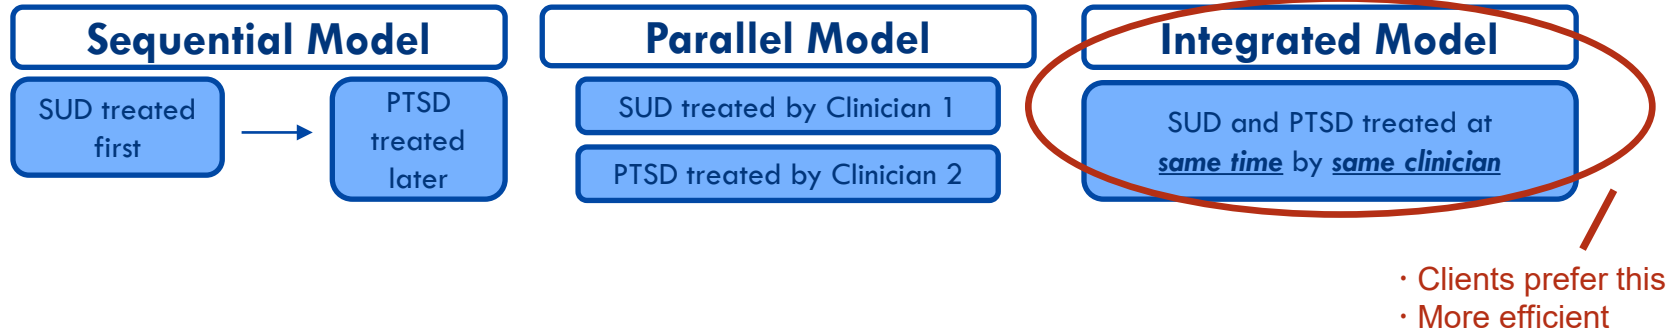 Sequential Model
SUD treated
first
PTSD
treated
later
Parallel Model
SUD treated by Clinician 1
PTSD treated by Clinician 2
Integrated Model
SUD and PTSD treated at
same time by same clinician
· Clients prefer this
· More efficient